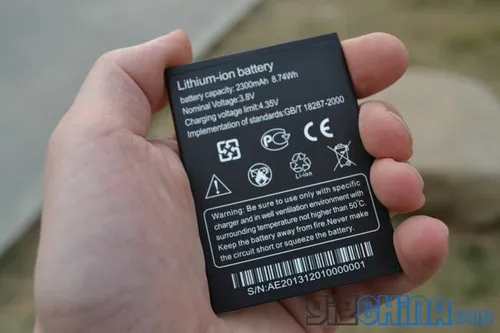 Lithium-ion battery
battery capacity: 2300mAh 8.74Wh
Nominal Voltage:3.8V
Charging voltage limit:4.35V
Implementation of standards:GB/T 18287-2000
CE
Li-ion
Warning: Be sure to use only with specific
charger and in well ventilation environment with
surrounding temperature not higher than 50℃.
Keep the battery away from fire.Never
the circuit short or squeeze the battery.
S/N:AE201312010000001
GIZCHINA.com